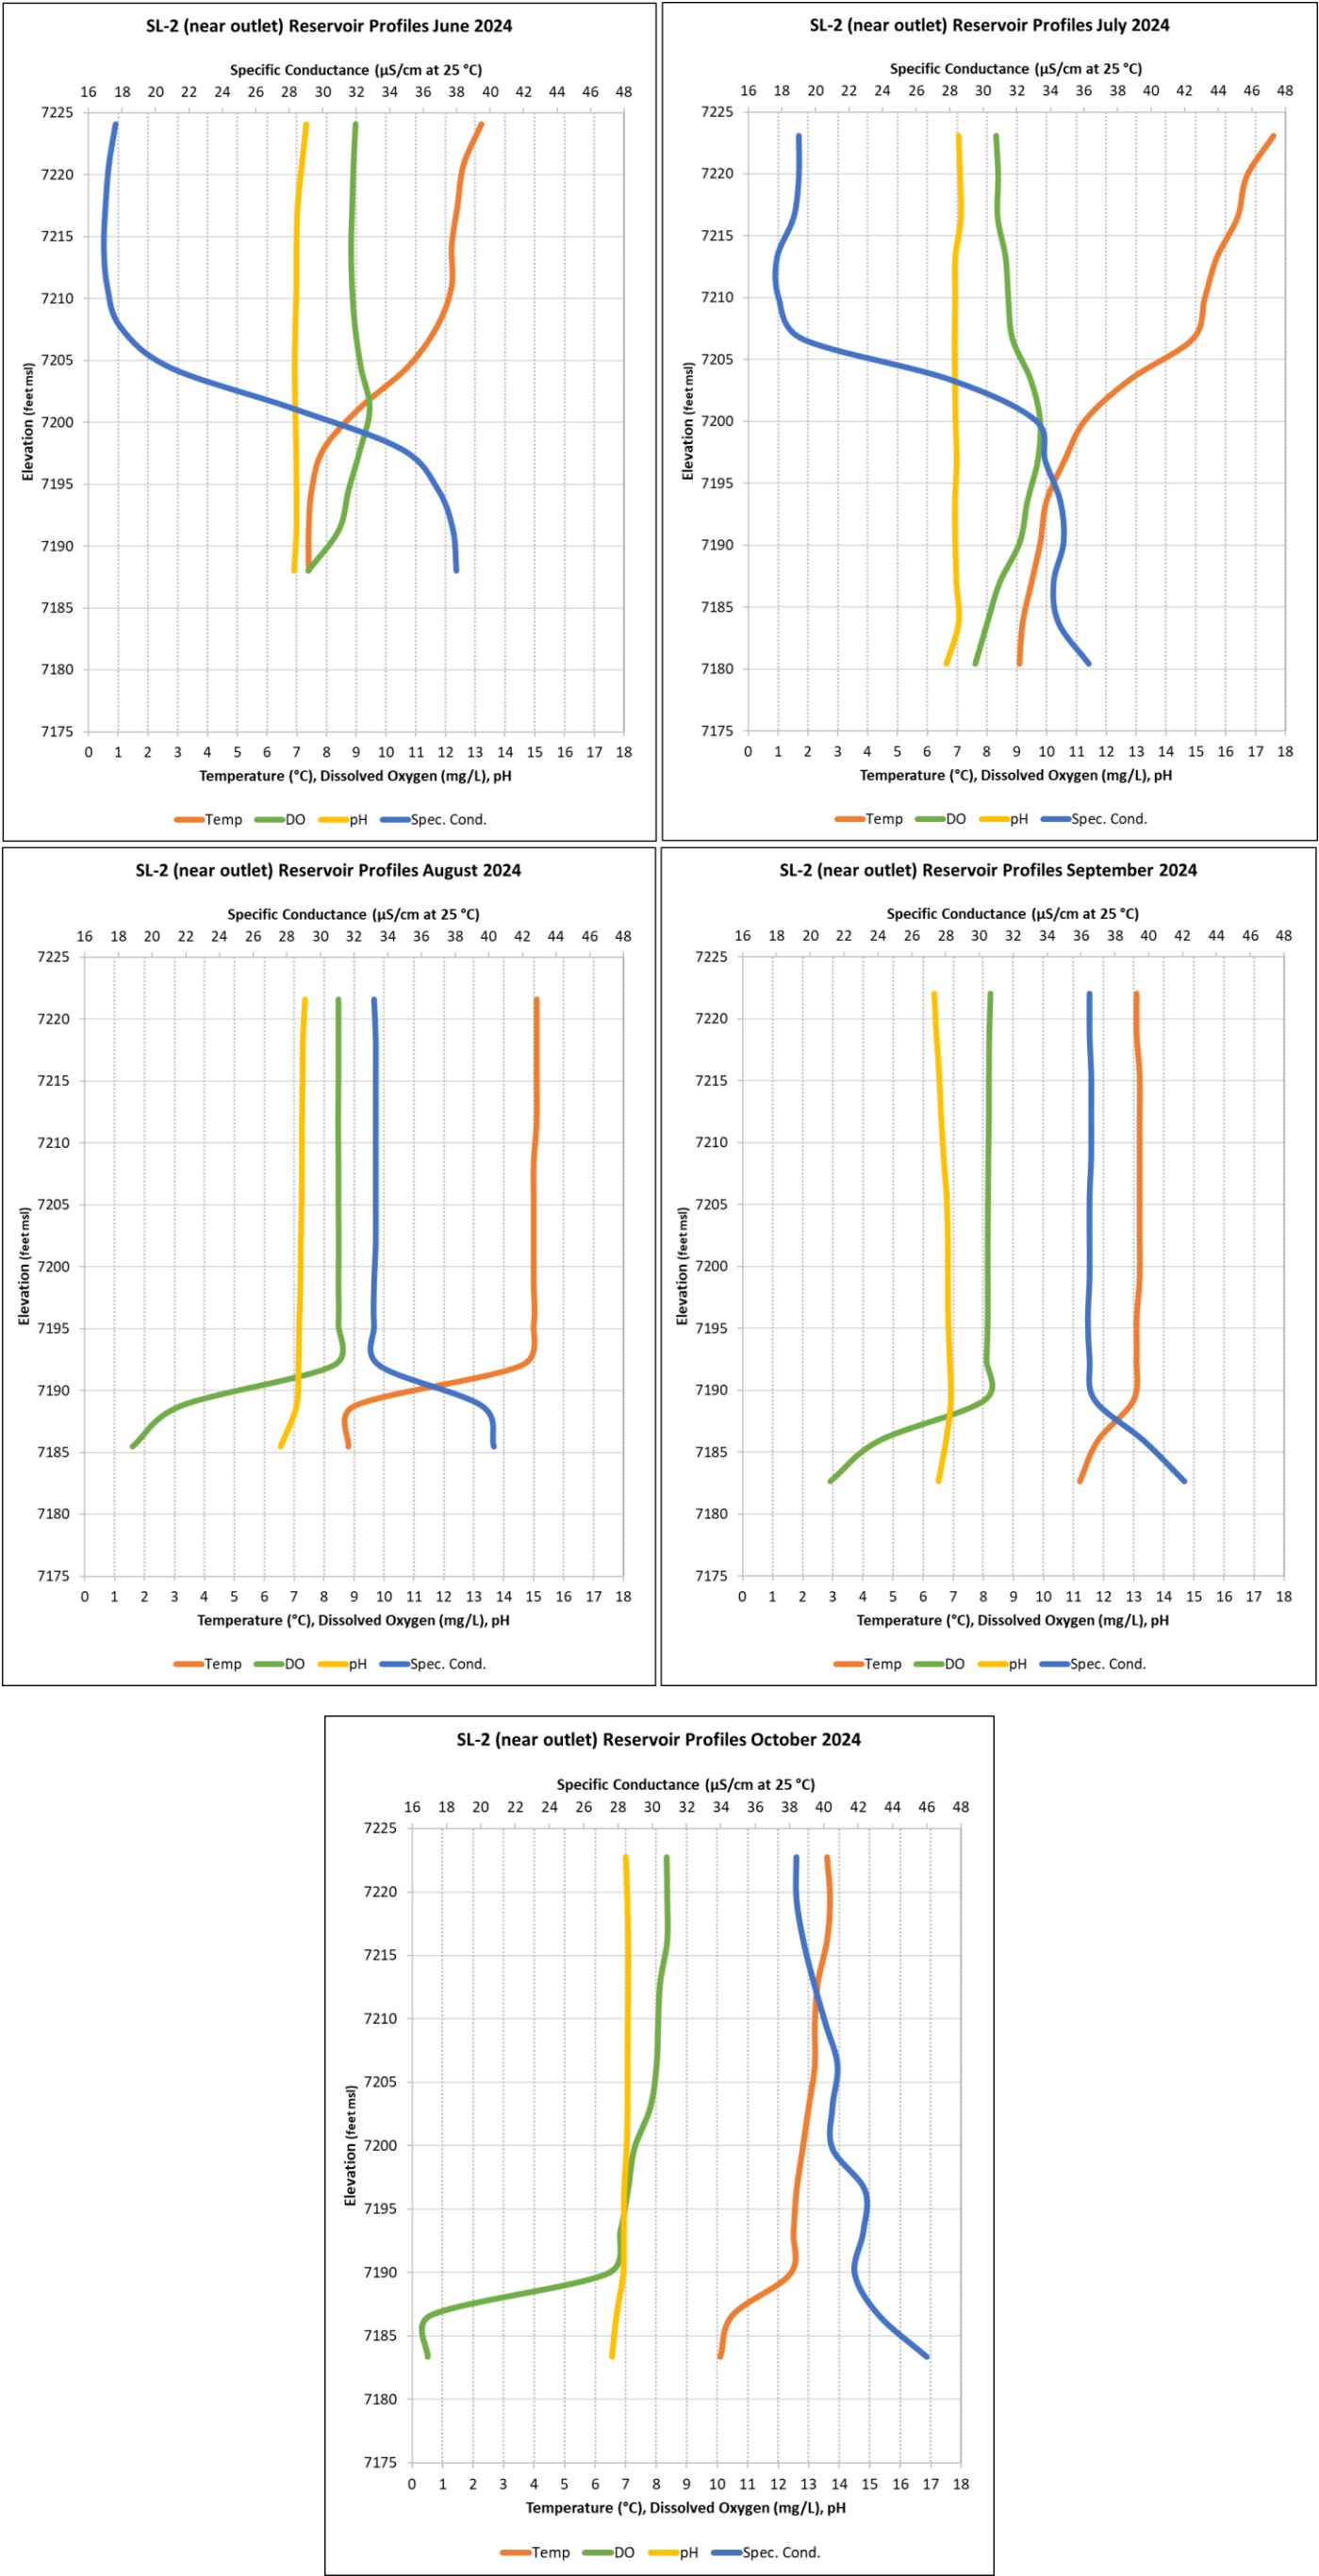 SL-2 (near outlet) Reservoir Profiles June 2024
Specific Conductance (µS/cm at 25 °C)
16 18 20 22 24 26 28 30 32 34 36 38 40 42 44 46 48
7225
7220
7215
7210
7205
7200
7195
7190
7185
7180
7175
Elevation (feet msl)
0 1 2 3 4 5 6 7 8 9 10 11 12 13 14 15 16 17 18
Temperature (°C), Dissolved Oxygen (mg/L), pH
Temp DO pH Spec. Cond.
SL-2 (near outlet) Reservoir Profiles July 2024
Specific Conductance (µS/cm at 25 °C)
16 18 20 22 24 26 28 30 32 34 36 38 40 42 44 46 48
7225
7220
7215
7210
7205
7200
7195
7190
7185
7180
7175
Elevation (feet msl)
0 1 2 3 4 5 6 7 8 9 10 11 12 13 14 15 16 17 18
Temperature (°C), Dissolved Oxygen (mg/L), pH
Temp DO pH Spec. Cond.
SL-2 (near outlet) Reservoir Profiles August 2024
Specific Conductance (µS/cm at 25 °C)
16 18 20 22 24 26 28 30 32 34 36 38 40 42 44 46 48
7225
7220
7215
7210
7205
7200
7195
7190
7185
7180
7175
Elevation (feet msl)
0 1 2 3 4 5 6 7 8 9 10 11 12 13 14 15 16 17 18
Temperature (°C), Dissolved Oxygen (mg/L), pH
Temp DO pH Spec. Cond.
SL-2 (near outlet) Reservoir Profiles September 2024
Specific Conductance (µS/cm at 25 °C)
16 18 20 22 24 26 28 30 32 34 36 38 40 42 44 46 48
7225
7220
7215
7210
7205
7200
7195
7190
7185
7180
7175
Elevation (feet msl)
0 1 2 3 4 5 6 7 8 9 10 11 12 13 14 15 16 17 18
Temperature (°C), Dissolved Oxygen (mg/L), pH
Temp DO pH Spec. Cond.
SL-2 (near outlet) Reservoir Profiles October 2024
Specific Conductance (µS/cm at 25 °C)
16 18 20 22 24 26 28 30 32 34 36 38 40 42 44 46 48
7225
7220
7215
7210
7205
7200
7195
7190
7185
7180
7175
Elevation (feet msl)
0 1 2 3 4 5 6 7 8 9 10 11 12 13 14 15 16 17 18
Temperature (°C), Dissolved Oxygen (mg/L), pH
Temp DO pH Spec. Cond.